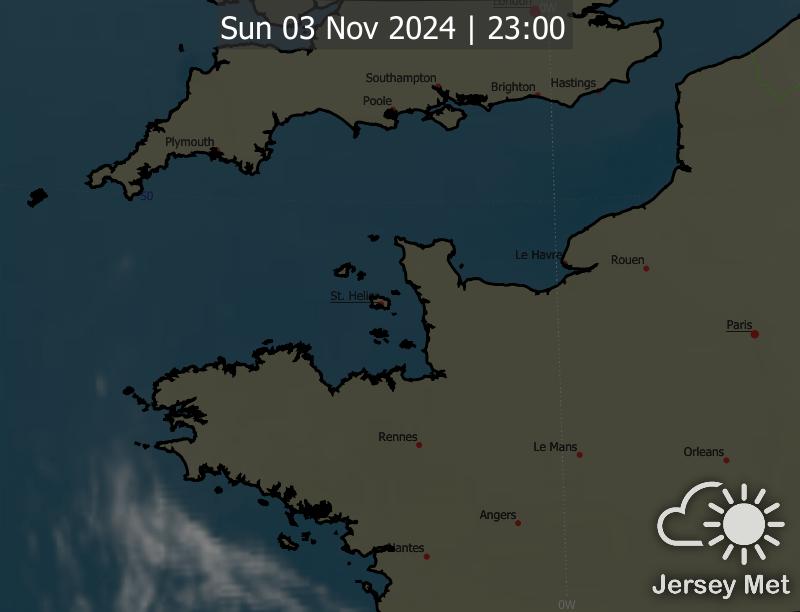 London
0W
Sun 03 Nov 2024 | 23:00
Southampton
Brighton
Hastings
Poole
Plymouth
50
Le Havre
Rouen
St. Helier
Paris
Rennes
Le Mans
Orleans
Angers
Nantes
Jersey Met
0W